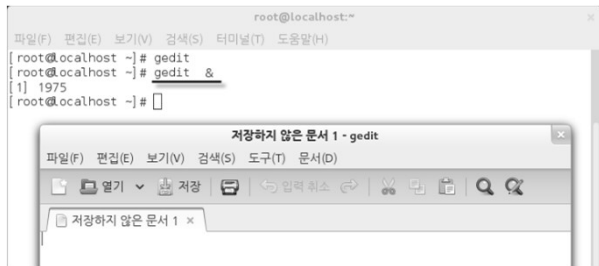 root@localhost:~
파일(F) 편집(E) 보기(V) 검색(S) 터미널(T) 도움말(H)
[root@localhost ~]# gedit
[root@localhost ~]# gedit &
[1] 1975
[root@localhost ~]#
저장하지 않은 문서 1 - gedit
파일(F) 편집(E) 보기(V) 검색(S) 도구(T) 문서(D)
열기 저장 입력 취소
저장하지 않은 문서 1